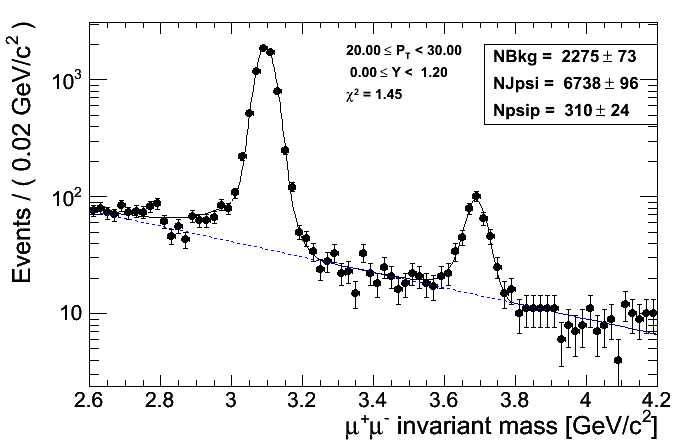 Events / ( 0.02 GeV/c² )
10³
10²
10
20.00 ≤ P_T < 30.00
0.00 ≤ Y < 1.20
χ² = 1.45
NBkg = 2275 ± 73
NJpsi = 6738 ± 96
Npsip = 310 ± 24
2.6 2.8 3 3.2 3.4 3.6 3.8 4 4.2
μ⁺μ⁻ invariant mass [GeV/c²]